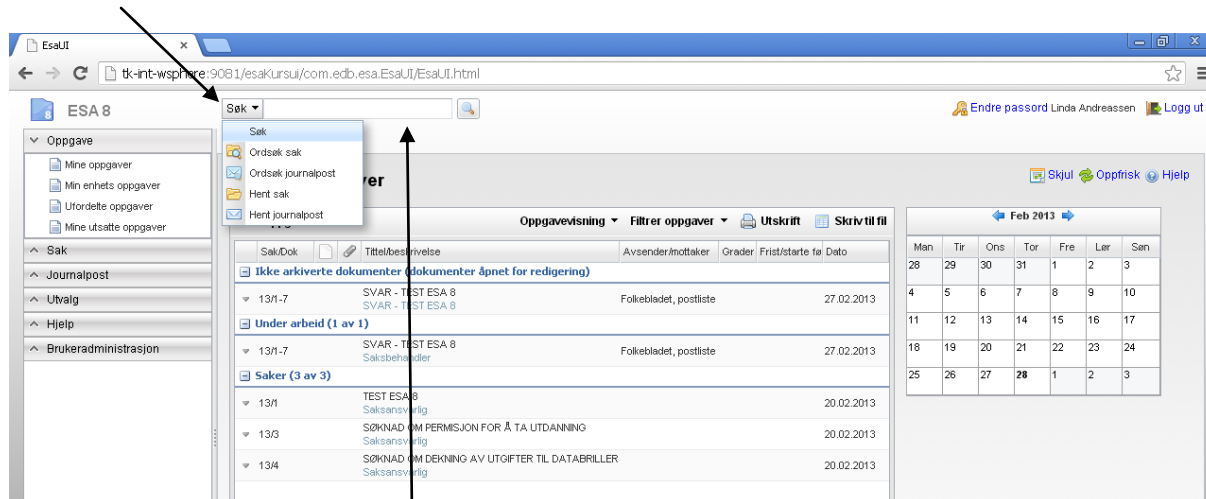 EsaUI
tk-int-wsphere:9081/esaKursui/com.edb.esa.EsaUI/EsaUI.html
8 ESA 8
Søk
Endre passord Linda Andreassen Logg ut
Oppgave
Mine oppgaver
Min enhets oppgaver
Ufordelte oppgaver
Mine utsatte oppgaver
Sak
Journalpost
Utvalg
Hjelp
Brukeradministrasjon
Søk
Ordsøk sak
Ordsøk journalpost
Hent sak
Hent journalpost
ver
Skjul Oppfrisk Hjelp
Oppgavevisning Filtrer oppgaver Utskrift Skriv til fil
Sak/Dok Tittel/beskrivelse Avsender/mottaker Grader Frist/starte fø Dato
Ikke arkiverte dokumenter (dokumenter åpnet for redigering)
13/1-7 SVAR - TEST ESA 8 Folkebladet, postliste 27.02.2013
SVAR - TEST ESA 8
Under arbeid (1 av 1)
13/1-7 SVAR - TEST ESA 8 Folkebladet, postliste 27.02.2013
Saksbehandler
Saker (3 av 3)
13/1 TEST ESA 8 20.02.2013
Saksansvarlig
13/3 SØKNAD OM PERMISJON FOR Å TA UTDANNING 20.02.2013
Saksansvarlig
13/4 SØKNAD OM DEKNING AV UTGIFTER TIL DATABRILLER 20.02.2013
Saksansvarlig
Feb 2013
Man Tir Ons Tor Fre Lør Søn
28 29 30 31 1 2 3
4 5 6 7 8 9 10
11 12 13 14 15 16 17
18 19 20 21 22 23 24
25 26 27 28 1 2 3